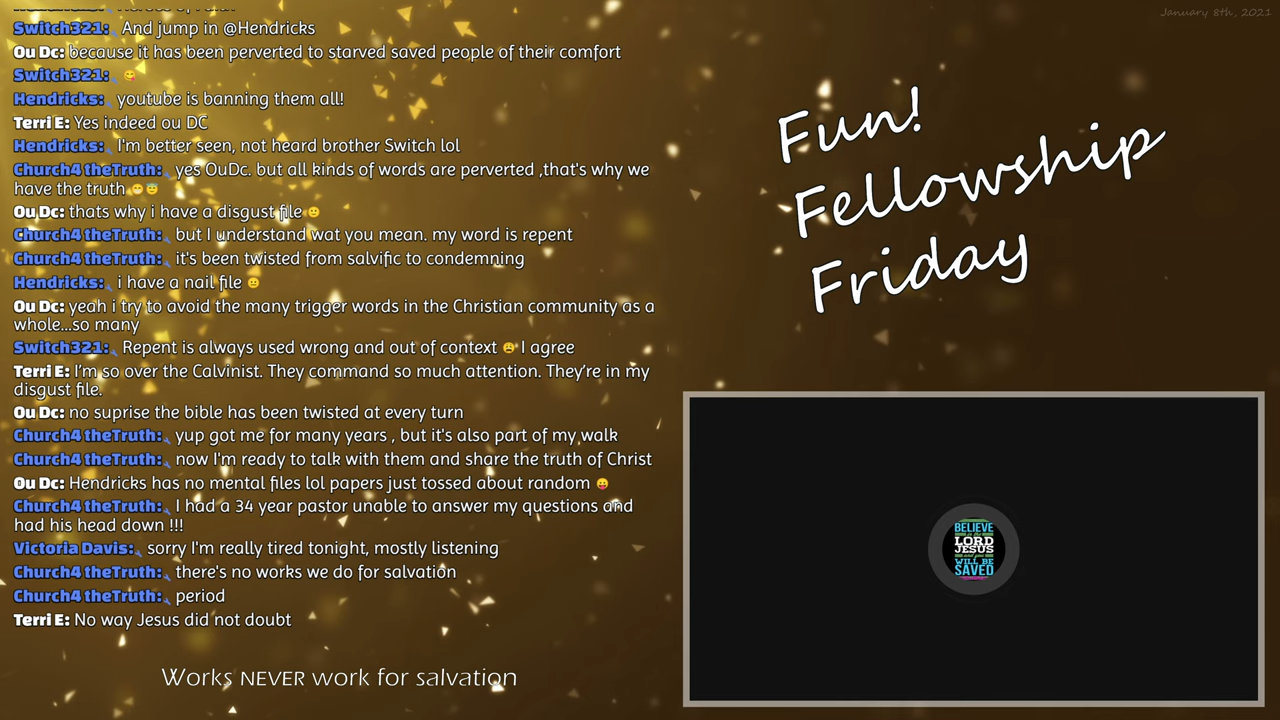 Switch321: And jump in @Hendricks
Ou Dc: because it has been perverted to starved saved people of their comfort
Switch321: 😋
Hendricks: youtube is banning them all!
Terri E: Yes indeed ou DC
Hendricks: I'm better seen, not heard brother Switch lol
Church4 theTruth: yes OuDc. but all kinds of words are perverted ,that's why we
have the truth 😁😇
Ou Dc: thats why i have a disgust file 🙂
Church4 theTruth: but I understand wat you mean. my word is repent
Church4 theTruth: it's been twisted from salvific to condemning
Hendricks: i have a nail file 😐
Ou Dc: yeah i try to avoid the many trigger words in the Christian community as a
whole...so many
Switch321: Repent is always used wrong and out of context 😩 I agree
Terri E: I'm so over the Calvinist. They command so much attention. They're in my
disgust file.
Ou Dc: no suprise the bible has been twisted at every turn
Church4 theTruth: yup got me for many years , but it's also part of my walk
Church4 theTruth: now I'm ready to talk with them and share the truth of Christ
Ou Dc: Hendricks has no mental files lol papers just tossed about random 😛
Church4 theTruth: I had a 34 year pastor unable to answer my questions and
had his head down !!!
Victoria Davis: sorry I'm really tired tonight, mostly listening
Church4 theTruth: there's no works we do for salvation
Church4 theTruth: period
Terri E: No way Jesus did not doubt
Works NEVER work for salvation
January 8th, 2021
Fun!
Fellowship
Friday
BELIEVE
LORD
JESUS
WILL BE
SAVED